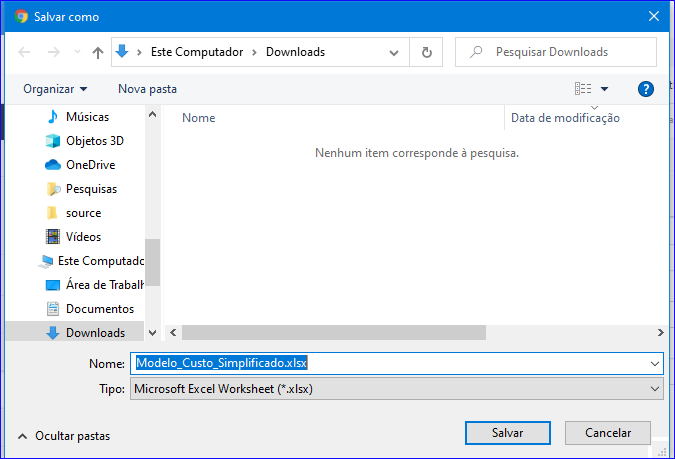 Salvar como
Este Computador > Downloads
Pesquisar Downloads
Organizar
Nova pasta
?
Nome
Data de modificação
Músicas
Objetos 3D
OneDrive
Pesquisas
source
Vídeos
Este Computado
Área de Trabalh
Documentos
Downloads
Nenhum item corresponde à pesquisa.
Nome: Modelo_Custo_Simplificado.xlsx
Tipo: Microsoft Excel Worksheet (*.xlsx)
Ocultar pastas
Salvar
Cancelar